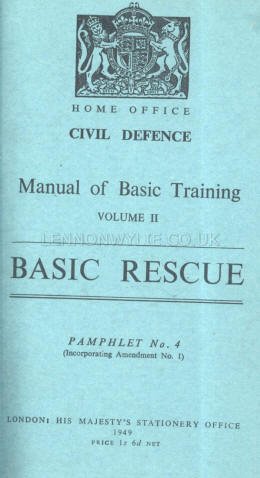 HOME OFFICE
CIVIL DEFENCE
Manual of Basic Training
VOLUME II
LENNONWYLIE.CO.UK
BASIC RESCUE
PAMPHLET No. 4
(Incorporating Amendment No. 1)
LONDON: HIS MAJESTY'S STATIONERY OFFICE
1949
PRICE 1s 6d NET